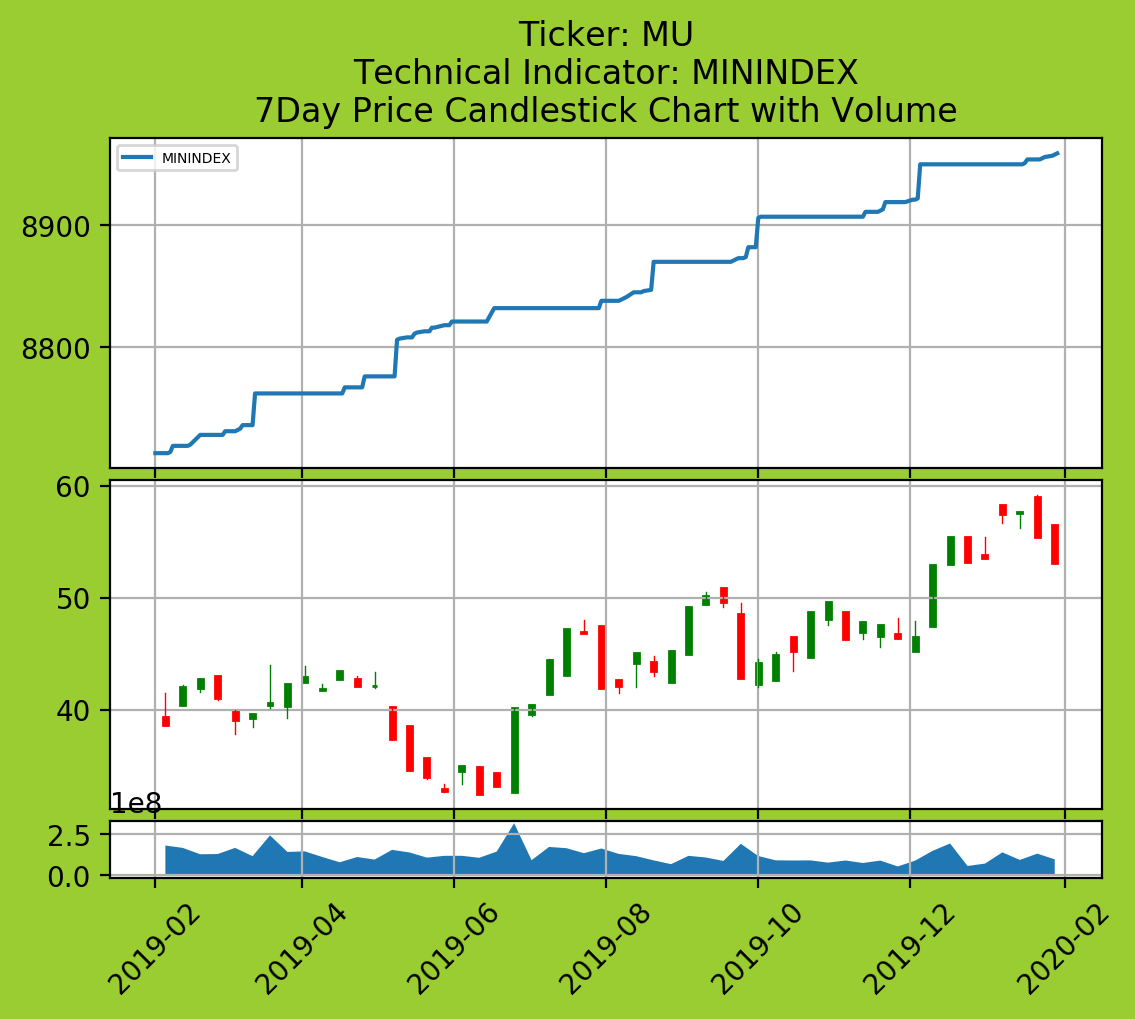 Ticker: MU
Technical Indicator: MININDEX
7Day Price Candlestick Chart with Volume
MININDEX
8900
8800
60
50
40
1e8
2.5
0.0
2019-02
2019-04
2019-06
2019-08
2019-10
2019-12
2020-02